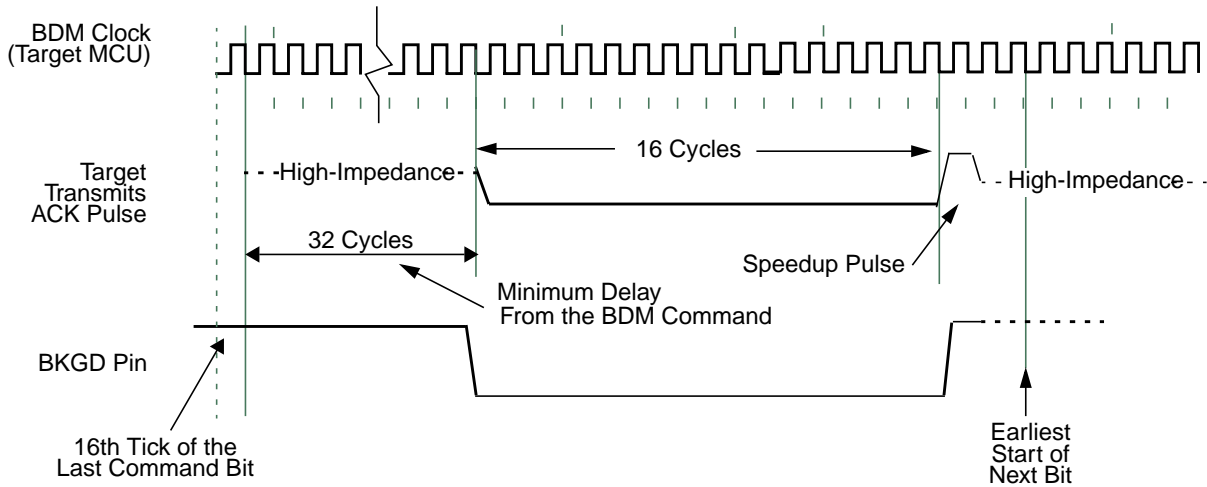 BDM Clock
(Target MCU)
16 Cycles
Target
Transmits
ACK Pulse
High-Impedance
High-Impedance
32 Cycles
Speedup Pulse
Minimum Delay
From the BDM Command
BKGD Pin
16th Tick of the
Last Command Bit
Earliest
Start of
Next Bit